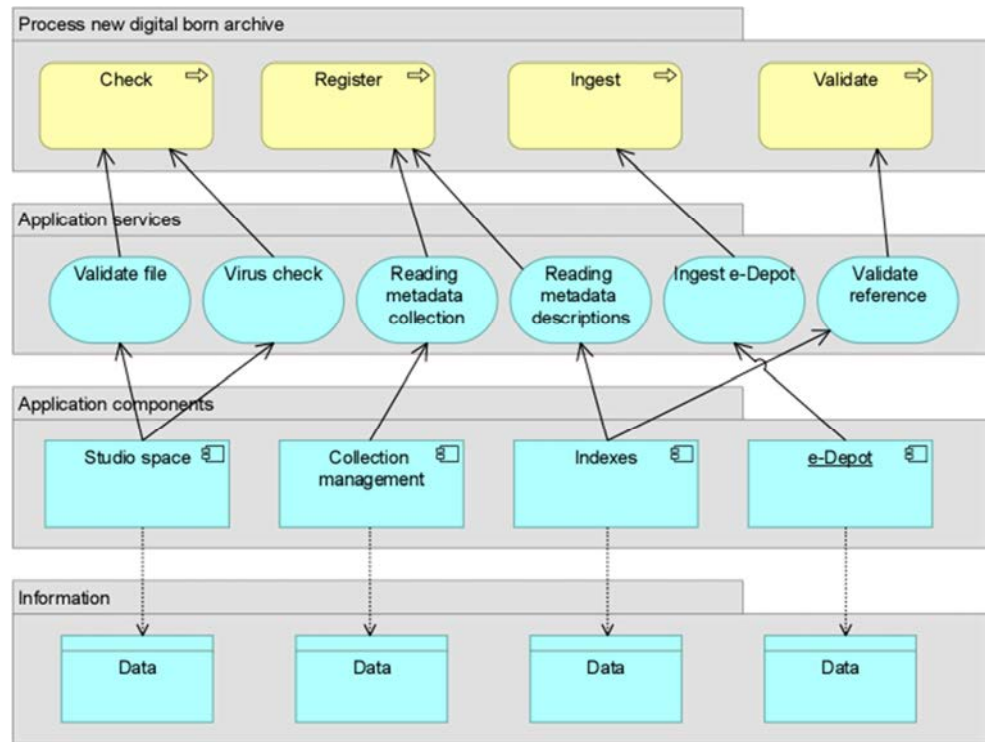 Process new digital born archive
Check
Register
Ingest
Validate
Application services
Validate file
Virus check
Reading
metadata
collection
Reading
metadata
descriptions
Ingest e-Depot
Validate
reference
Application components
Studio space
Collection
management
Indexes
e-Depot
Information
Data
Data
Data
Data